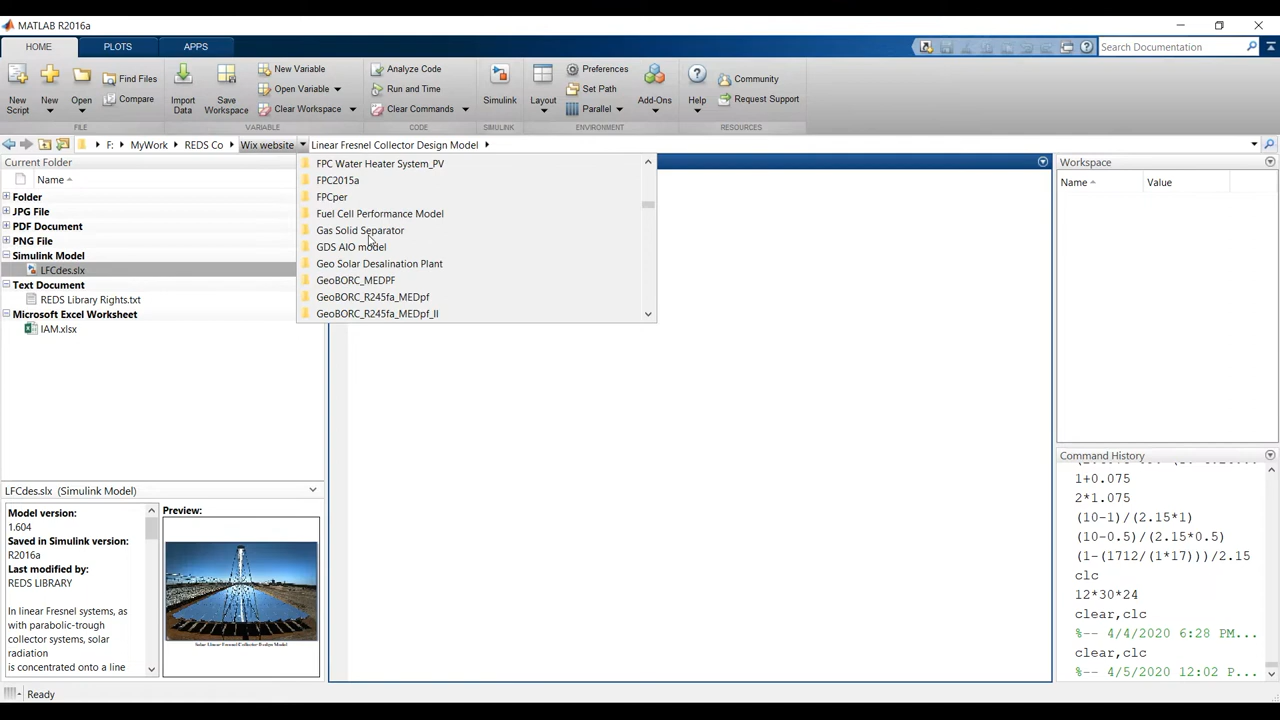 MATLAB R2016a
HOME PLOTS APPS
Search Documentation
New Script
New
Open
Find Files
Compare
Import Data
Save Workspace
New Variable
Open Variable
Clear Workspace
Analyze Code
Run and Time
Clear Commands
Simulink
Layout
Preferences
Set Path
Parallel
Add-Ons
Help
Community
Request Support
FILE VARIABLE CODE SIMULINK ENVIRONMENT RESOURCES
F: MyWork REDS Co Wix website Linear Fresnel Collector Design Model
Current Folder
Name
Folder
JPG File
PDF Document
PNG File
Simulink Model
LFCdes.slx
Text Document
REDS Library Rights.txt
Microsoft Excel Worksheet
IAM.xlsx
FPC Water Heater System_PV
FPC2015a
FPCper
Fuel Cell Performance Model
Gas Solid Separator
GDS AIO model
Geo Solar Desalination Plant
GeoBORC_MEDPF
GeoBORC_R245fa_MEDpf
GeoBORC_R245fa_MEDpf_II
Workspace
Name Value
Command History
1+0.075
2*1.075
(10-1)/(2.15*1)
(10-0.5)/(2.15*0.5)
(1-(1712/(1*17)))/2.15
clc
12*30*24
clear,clc
%-- 4/4/2020 6:28 PM...
clear,clc
%-- 4/5/2020 12:02 P...
LFCdes.slx (Simulink Model)
Model version:
1.604
Saved in Simulink version:
R2016a
Last modified by:
REDS LIBRARY
In linear Fresnel systems, as
with parabolic-trough
collector systems, solar
radiation
is concentrated onto a line
Preview:
Solar Linear Fresnel Collector Design Model
Ready